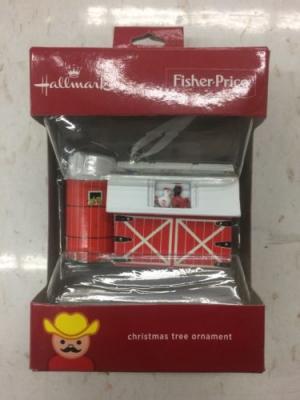 Hallmark
Fisher-Price
christmas tree ornament